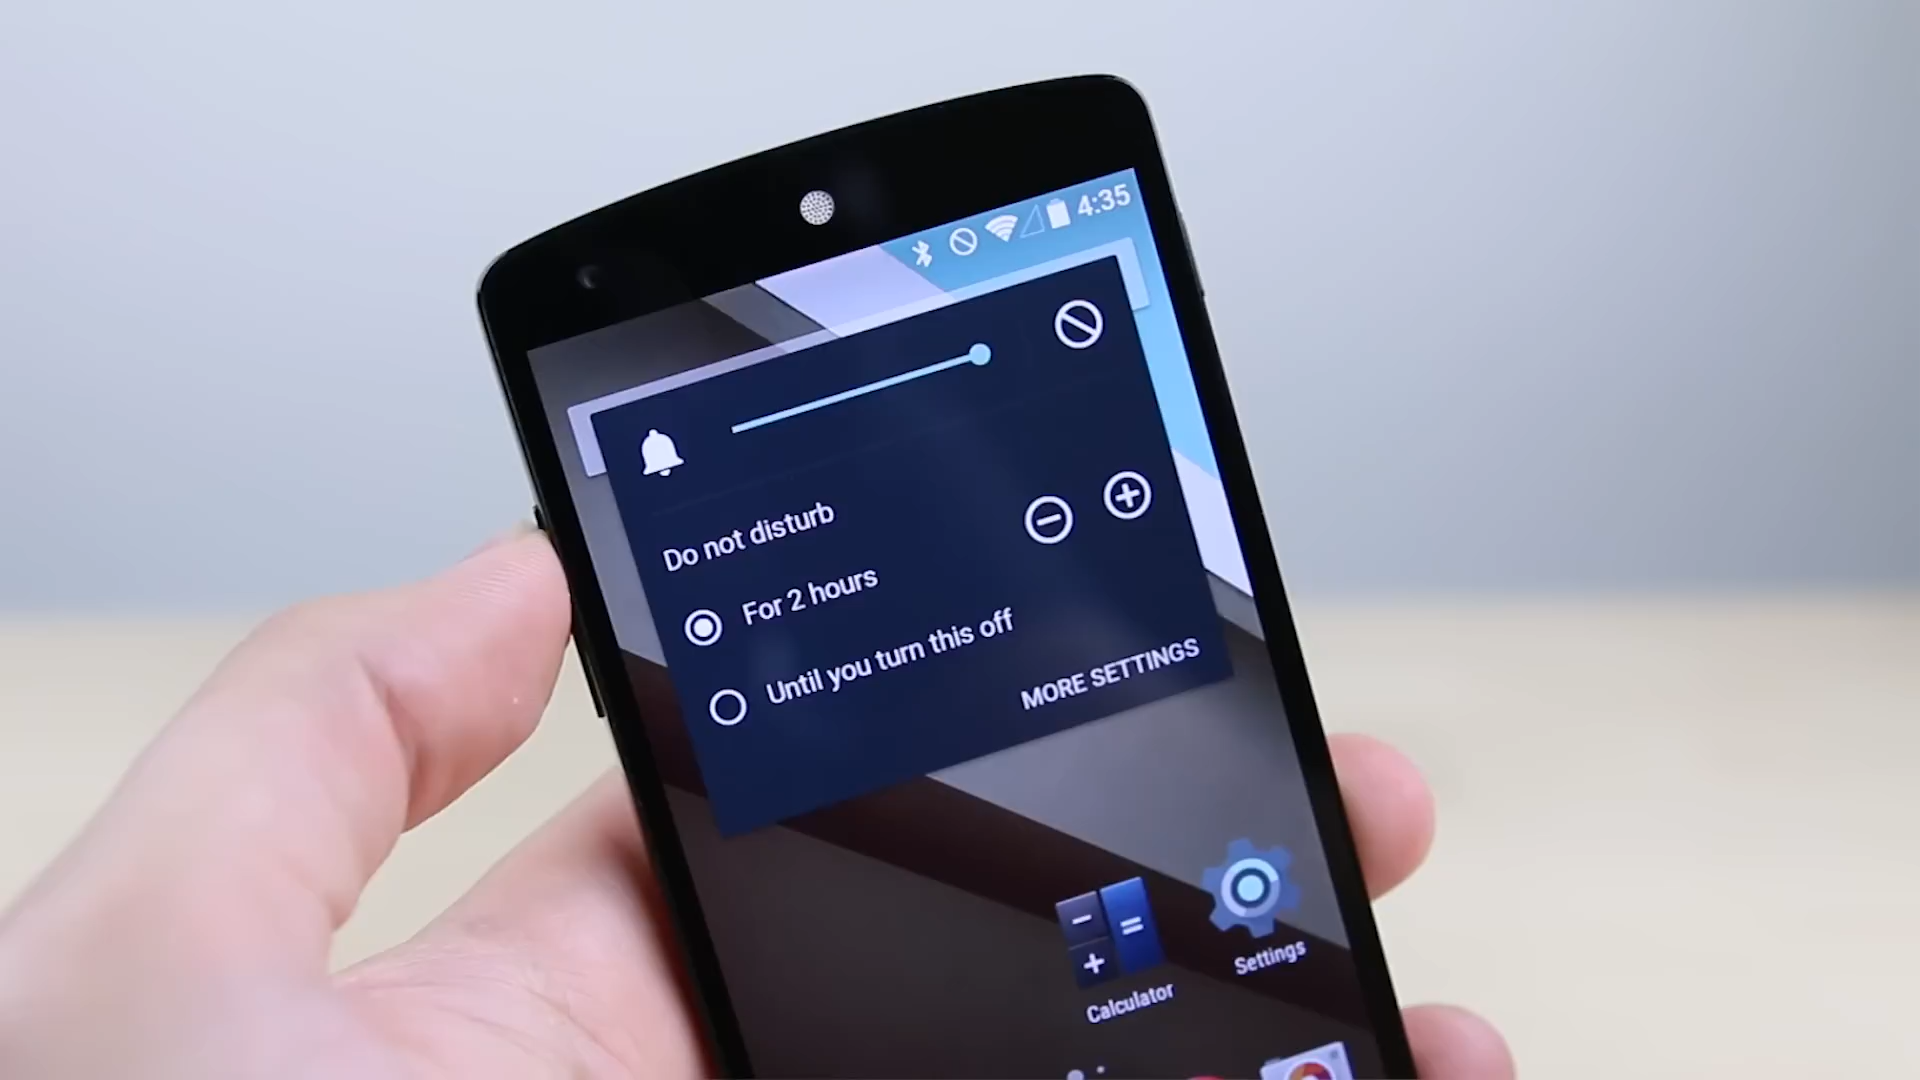 4:35
Do not disturb
For 2 hours
Until you turn this off
MORE SETTINGS
Calculator
Settings